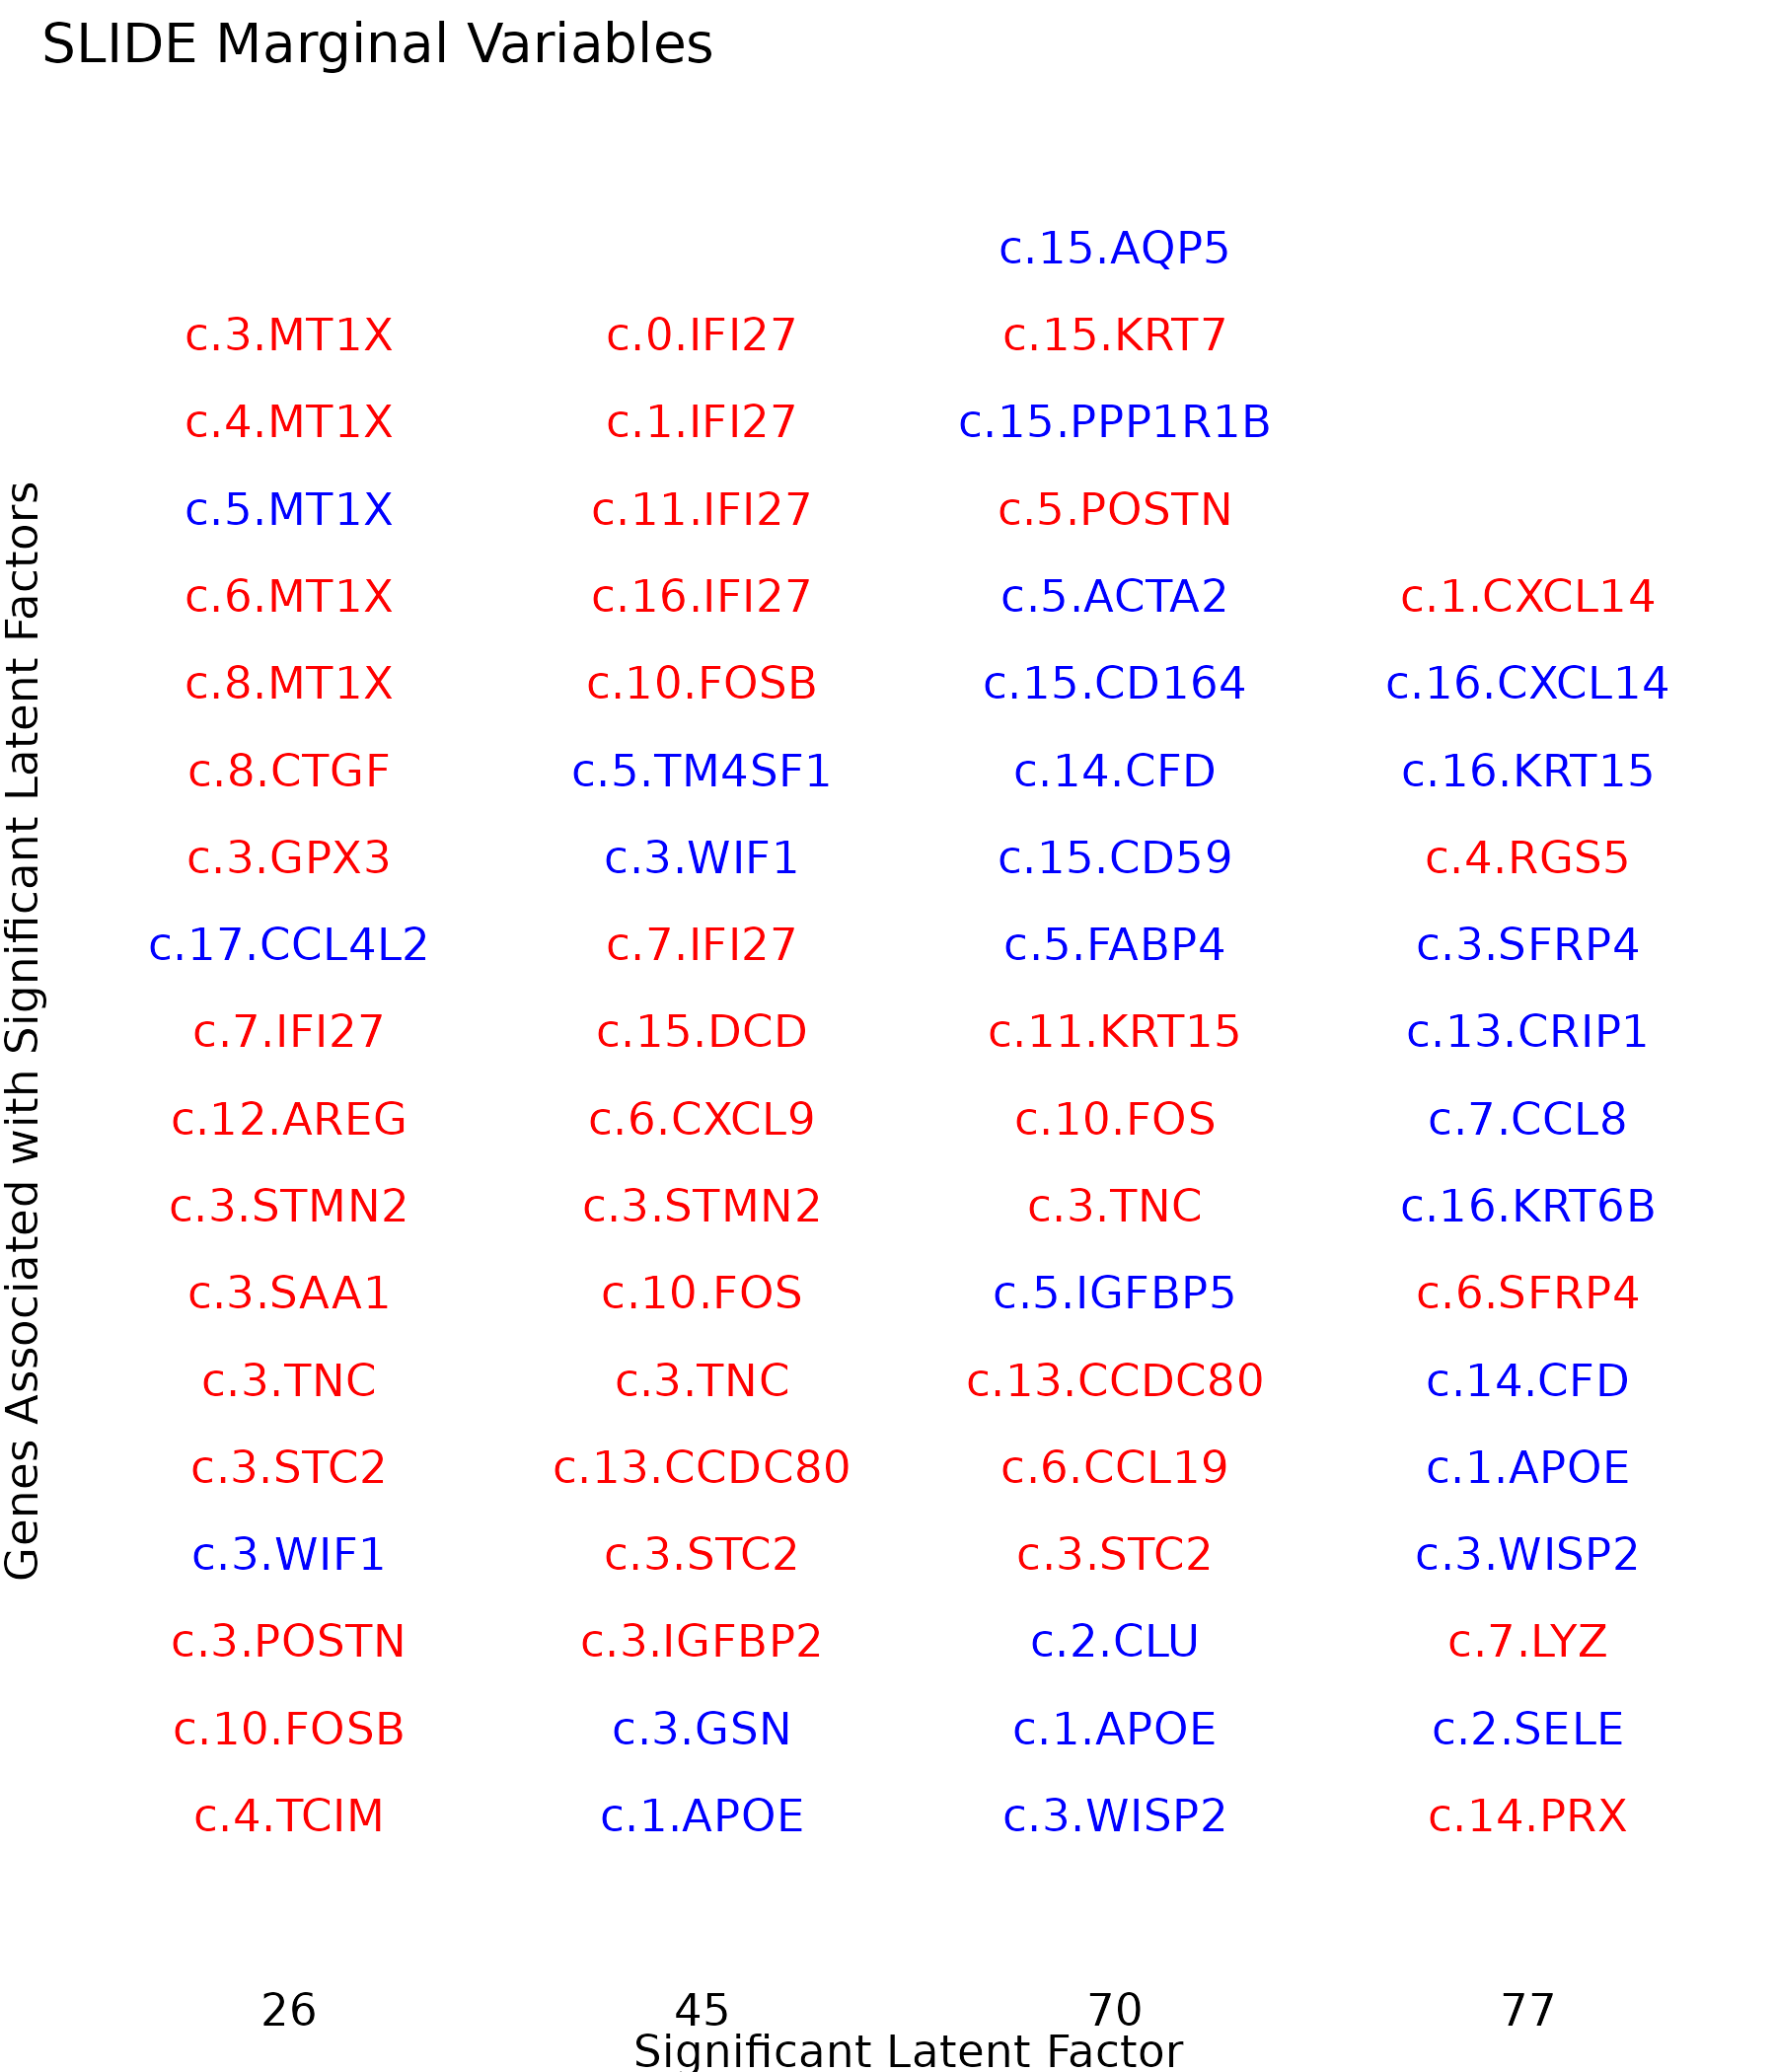 SLIDE Marginal Variables
c.15.AQP5
c.3.MT1X c.0.IFI27 c.15.KRT7
c.4.MT1X c.1.IFI27 c.15.PPP1R1B
c.5.MT1X c.11.IFI27 c.5.POSTN
c.6.MT1X c.16.IFI27 c.5.ACTA2 c.1.CXCL14
c.8.MT1X c.10.FOSB c.15.CD164 c.16.CXCL14
c.8.CTGF c.5.TM4SF1 c.14.CFD c.16.KRT15
c.3.GPX3 c.3.WIF1 c.15.CD59 c.4.RGS5
c.17.CCL4L2 c.7.IFI27 c.5.FABP4 c.3.SFRP4
c.7.IFI27 c.15.DCD c.11.KRT15 c.13.CRIP1
c.12.AREG c.6.CXCL9 c.10.FOS c.7.CCL8
c.3.STMN2 c.3.STMN2 c.3.TNC c.16.KRT6B
c.3.SAA1 c.10.FOS c.5.IGFBP5 c.6.SFRP4
c.3.TNC c.3.TNC c.13.CCDC80 c.14.CFD
c.3.STC2 c.13.CCDC80 c.6.CCL19 c.1.APOE
c.3.WIF1 c.3.STC2 c.3.STC2 c.3.WISP2
c.3.POSTN c.3.IGFBP2 c.2.CLU c.7.LYZ
c.10.FOSB c.3.GSN c.1.APOE c.2.SELE
c.4.TCIM c.1.APOE c.3.WISP2 c.14.PRX
26 45 70 77
Significant Latent Factor
Genes Associated with Significant Latent Factors